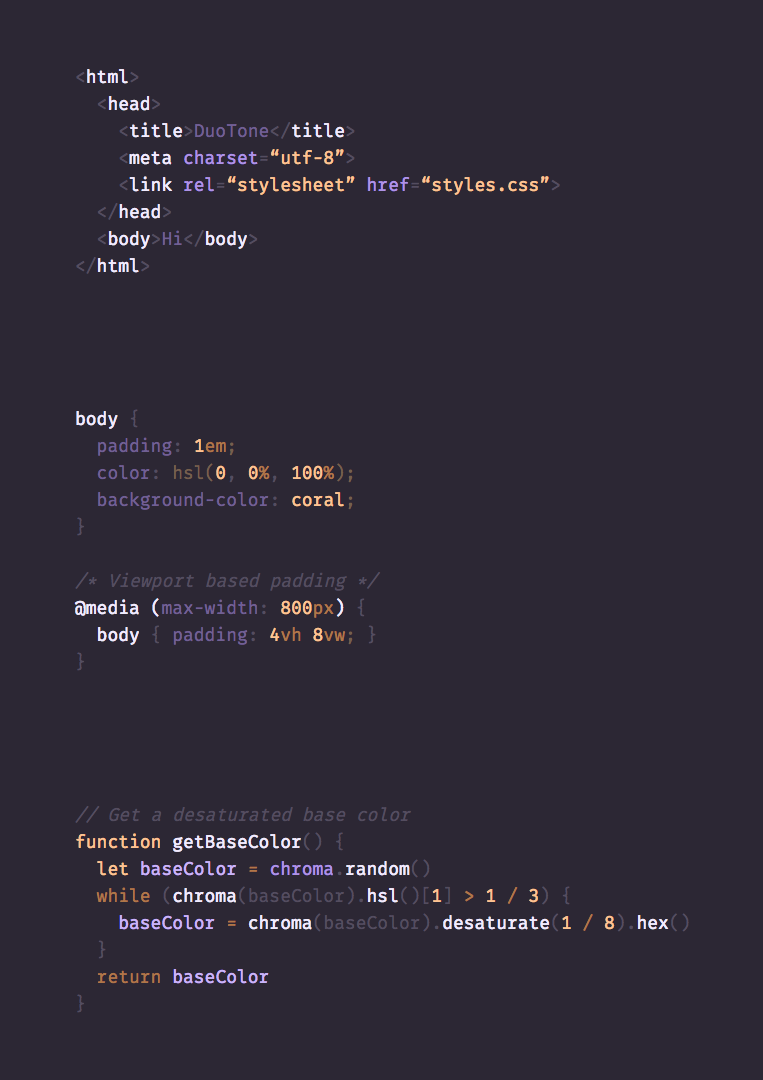 <html>
  <head>
    <title>DuoTone</title>
    <meta charset=“utf-8”>
    <link rel=“stylesheet” href=“styles.css”>
  </head>
  <body>Hi</body>
</html>
body {
  padding: 1em;
  color: hsl(0, 0%, 100%);
  background-color: coral;
}
/* Viewport based padding */
@media (max-width: 800px) {
  body { padding: 4vh 8vw; }
}
// Get a desaturated base color
function getBaseColor() {
  let baseColor = chroma.random()
  while (chroma(baseColor).hsl()[1] > 1 / 3) {
    baseColor = chroma(baseColor).desaturate(1 / 8).hex()
  }
  return baseColor
}